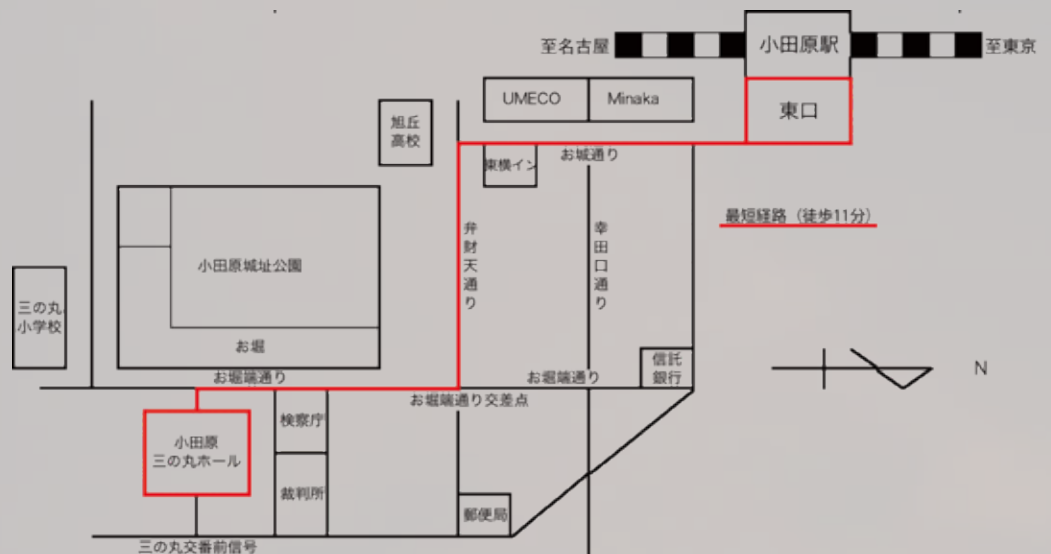 小田原駅
至名古屋
至東京
東口
UMECO
Minaka
旭丘
高校
東横イン
お城通り
最短経路（徒歩11分）
弁財天通り
幸田口通り
小田原城址公園
三の丸
小学校
お堀
信託
銀行
お堀端通り
お堀端通り
お堀端通り交差点
N
検察庁
小田原
三の丸ホール
裁判所
郵便局
三の丸交番前信号